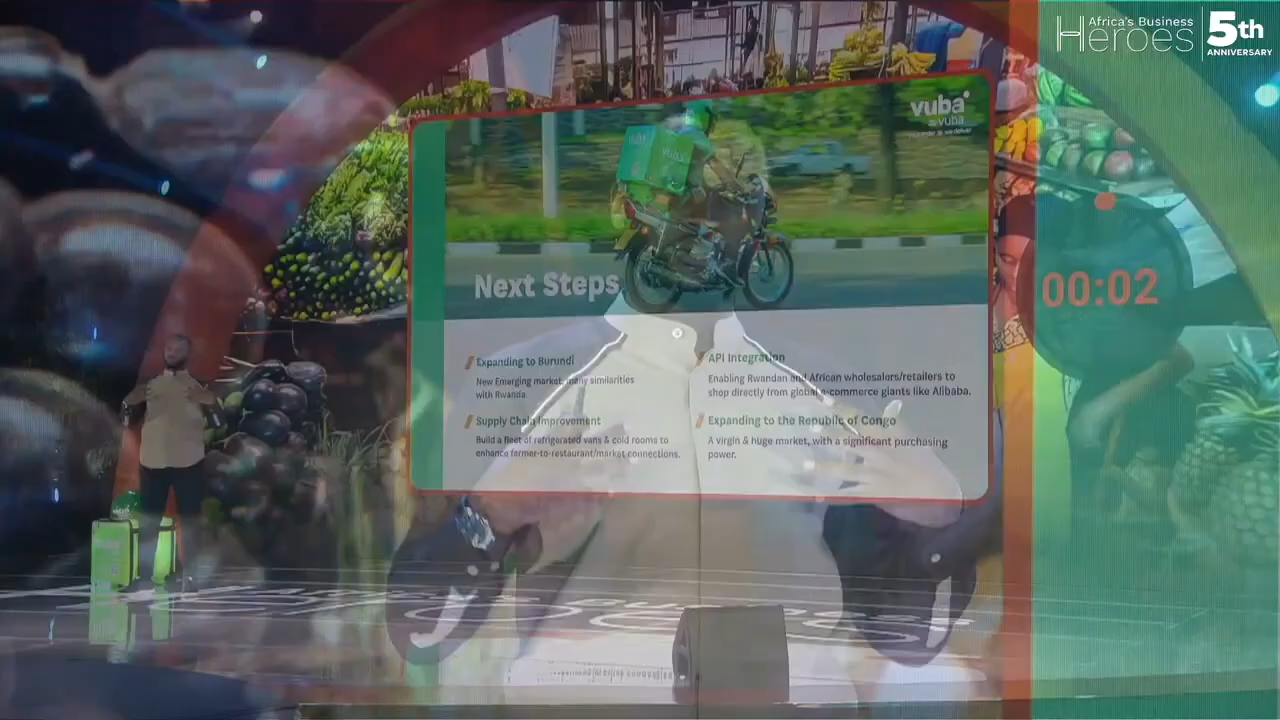 Africa's Business
Heroes
5th
ANNIVERSARY
vuba
vuba
Next Steps
00:02
Expanding to Burundi
New Emerging market, many similarities
with Rwanda.
Supply Chain Improvement
Build a fleet of refrigerated vans & cold rooms to
enhance farmer-to-restaurant/market connections.
API Integration
Enabling Rwandan and African wholesalers/retailers to
shop directly from global e-commerce giants like Alibaba.
Expanding to the Republic of Congo
A virgin & huge market, with a significant purchasing
power.